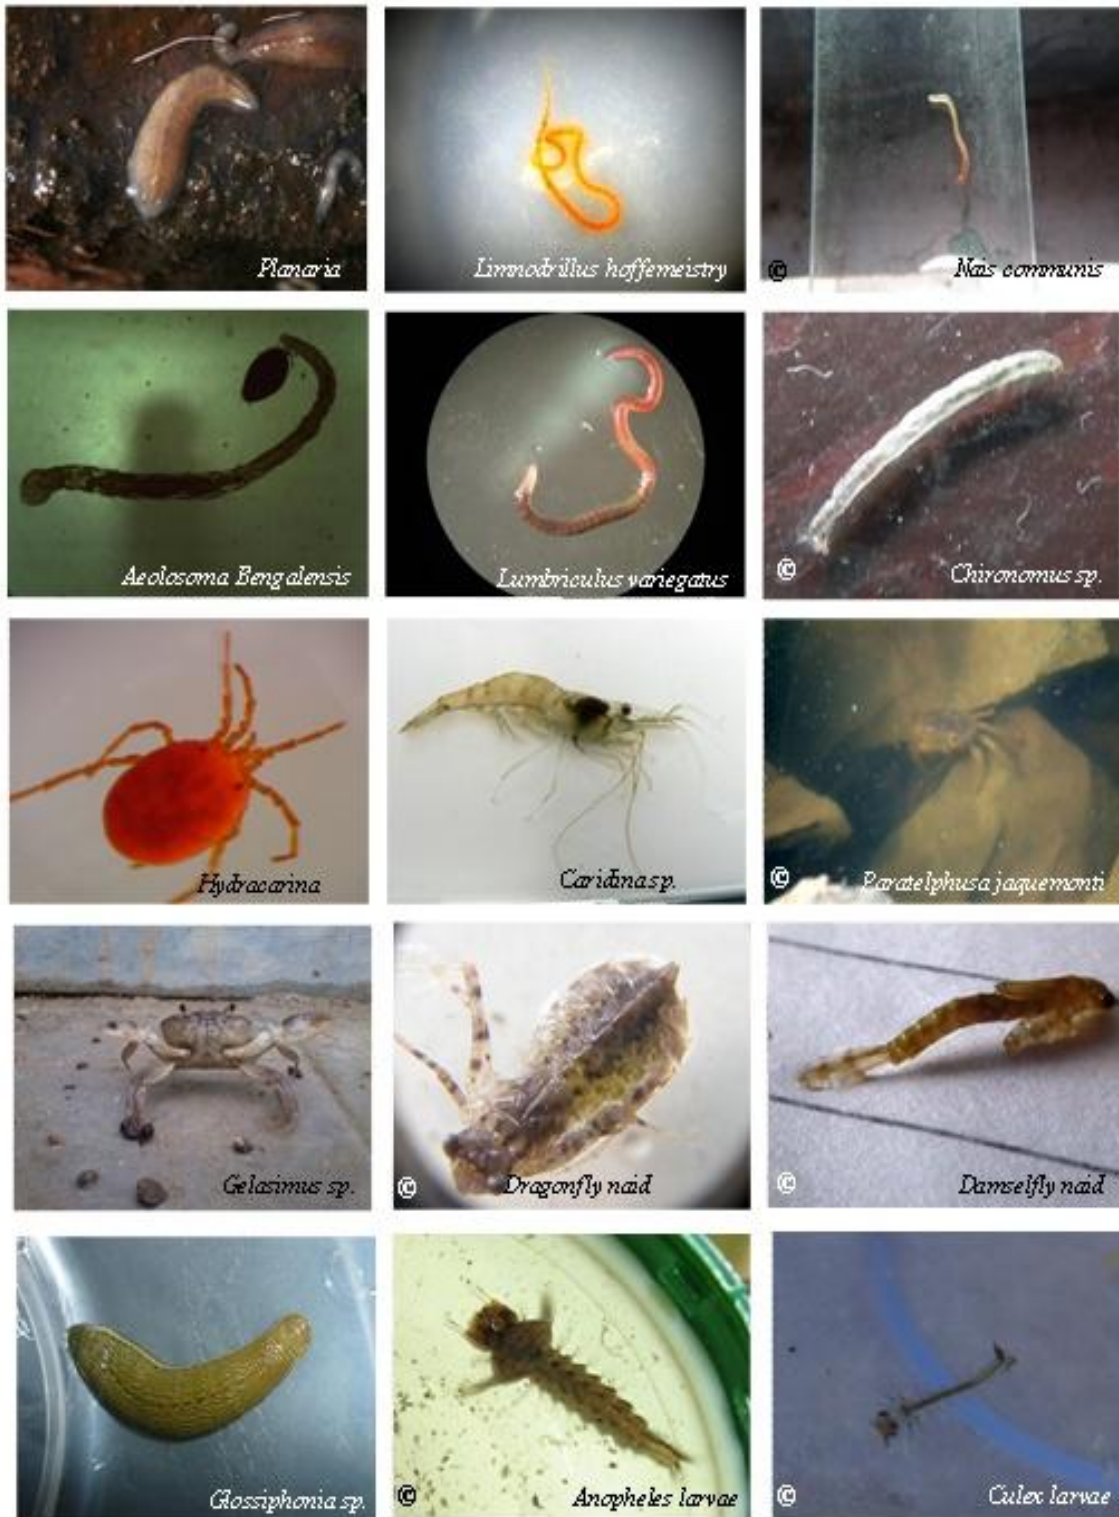 Planaria
Limnodrillus hoffemeistry
© Nais communis
Aeolosoma Bengalensis
Lumbriculus variegatus
© Chironomus sp.
Hydracarina
Caridina sp.
© Paratelphusa jaquemonti
Gelasimus sp.
© Dragonfly naid
© Damselfly naid
Glossiphonia sp.
© Anopheles larvae
© Culex larvae